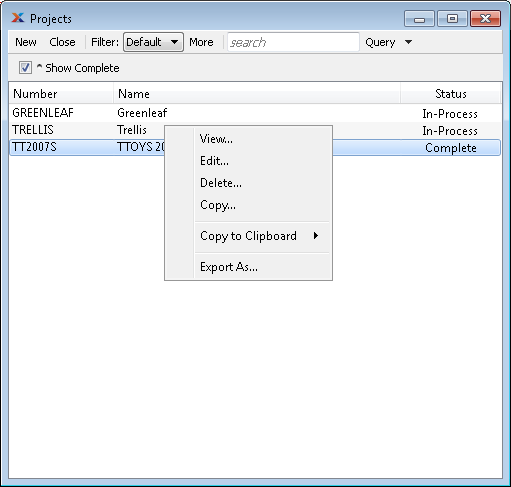 Projects
New Close Filter: Default More search Query
^ Show Complete
Number Name Status
GREENLEAF Greenleaf In-Process
TRELLIS Trellis In-Process
TT2007S TTOYS 20 Complete
View...
Edit...
Delete...
Copy...
Copy to Clipboard
Export As...